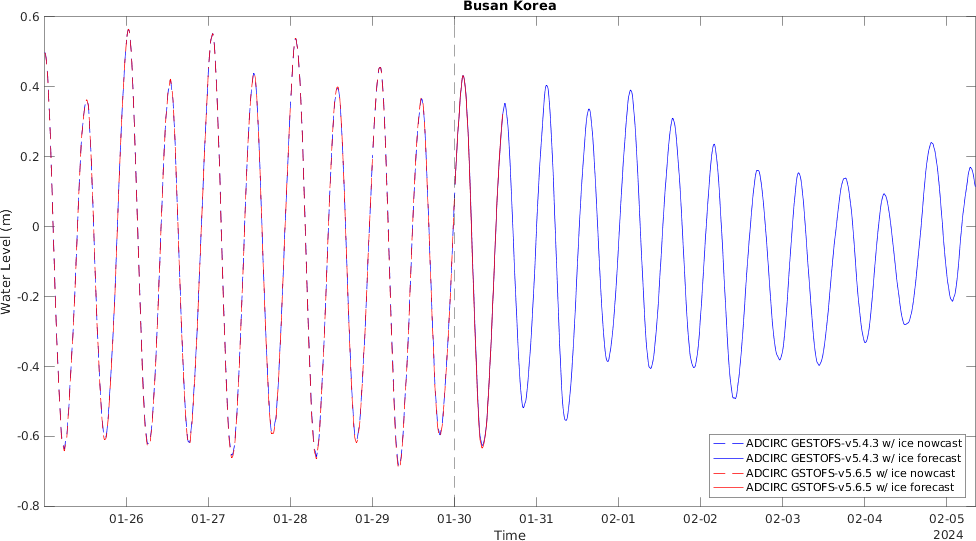 Busan Korea
Water Level (m)
0.6
0.4
0.2
0
-0.2
-0.4
-0.6
-0.8
01-26
01-27
01-28
01-29
01-30
01-31
02-01
02-02
02-03
02-04
02-05
2024
Time
ADCIRC GESTOFS-v5.4.3 w/ ice nowcast
ADCIRC GESTOFS-v5.4.3 w/ ice forecast
ADCIRC GSTOFS-v5.6.5 w/ ice nowcast
ADCIRC GSTOFS-v5.6.5 w/ ice forecast